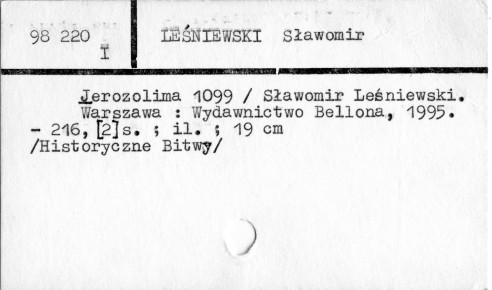 98 220 LEŚNIEWSKI Sławomir
I
Jerozolima 1099 / Sławomir Leśniewski.
Warszawa : Wydawnictwo Bellona, 1995.
- 216, [2]s. ; il. ; 19 cm
/Historyczne Bitwy/